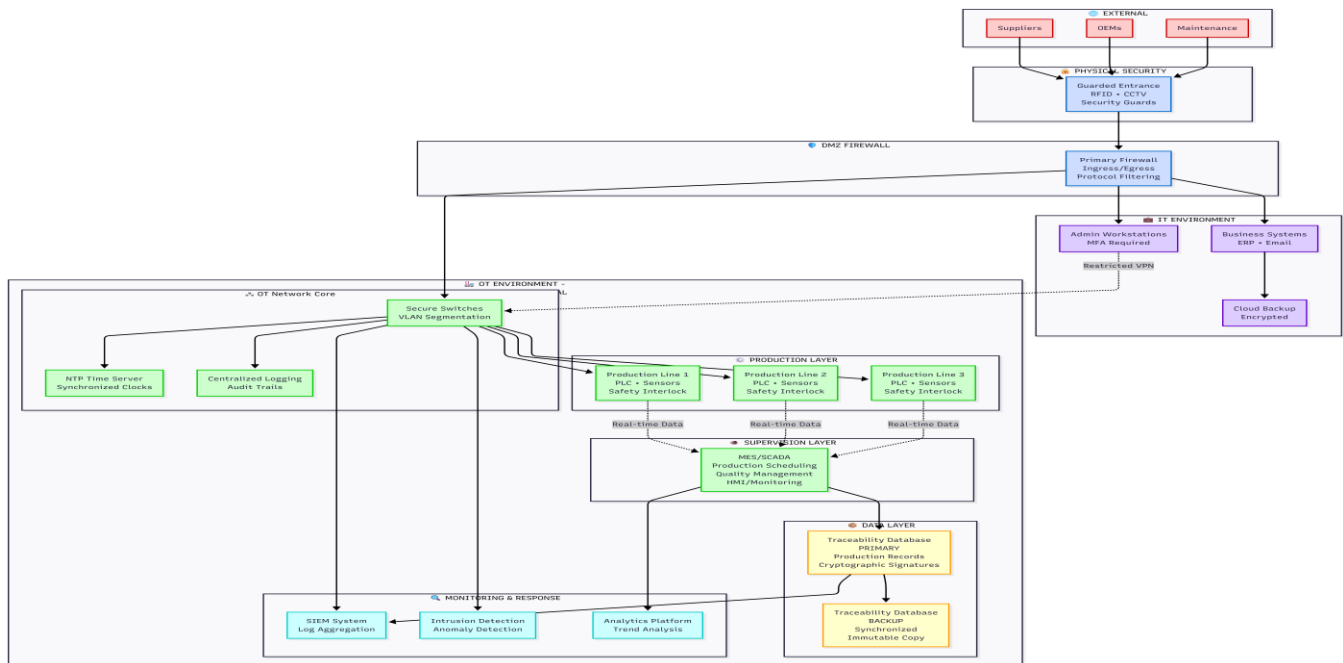 EXTERNAL
Suppliers
OEMs
Maintenance
PHYSICAL SECURITY
Guarded Entrance
RFID • CCTV
Security Guards
DMZ FIREWALL
Primary Firewall
Ingress/Egress
Protocol Filtering
IT ENVIRONMENT
Admin Workstations
MFA Required
Business Systems
ERP • Email
Restricted VPN
Cloud Backup
Encrypted
OT ENVIRONMENT -
OT Network Core
Secure Switches
VLAN Segmentation
NTP Time Server
Synchronized Clocks
Centralized Logging
Audit Trails
PRODUCTION LAYER
Production Line 1
PLC • Sensors
Safety Interlock
Production Line 2
PLC • Sensors
Safety Interlock
Production Line 3
PLC • Sensors
Safety Interlock
Real-time Data
Real-time Data
Real-time Data
SUPERVISION LAYER
MES/SCADA
Production Scheduling
Quality Management
HMI/Monitoring
DATA LAYER
Traceability Database
PRIMARY
Production Records
Cryptographic Signatures
Traceability Database
BACKUP
Synchronized
Immutable Copy
MONITORING & RESPONSE
SIEM System
Log Aggregation
Intrusion Detection
Anomaly Detection
Analytics Platform
Trend Analysis